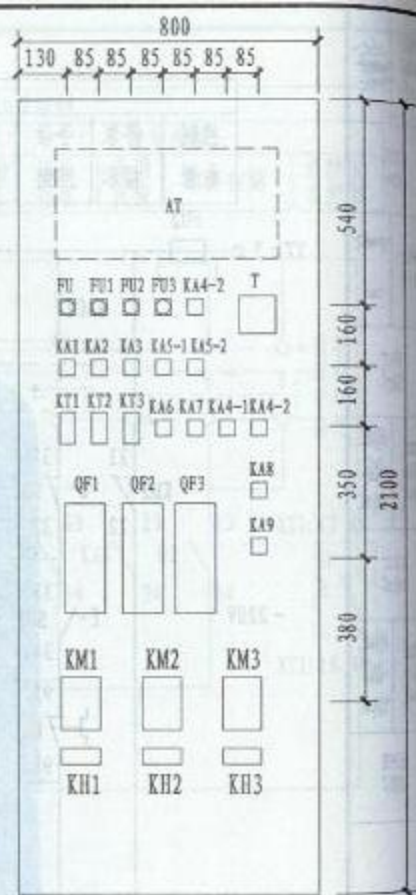 800
130 85 85 85 85 85 85
AT
540
FU FU1 FU2 FU3 KA4-2 T
160
KA1 KA2 KA3 KA5-1 KA5-2
160
KT1 KT2 KT3 KA6 KA7 KA4-1 KA4-2
350
2100
KA8
QF1 QF2 QF3
KA9
380
KM1 KM2 KM3
KH1 KH2 KH3